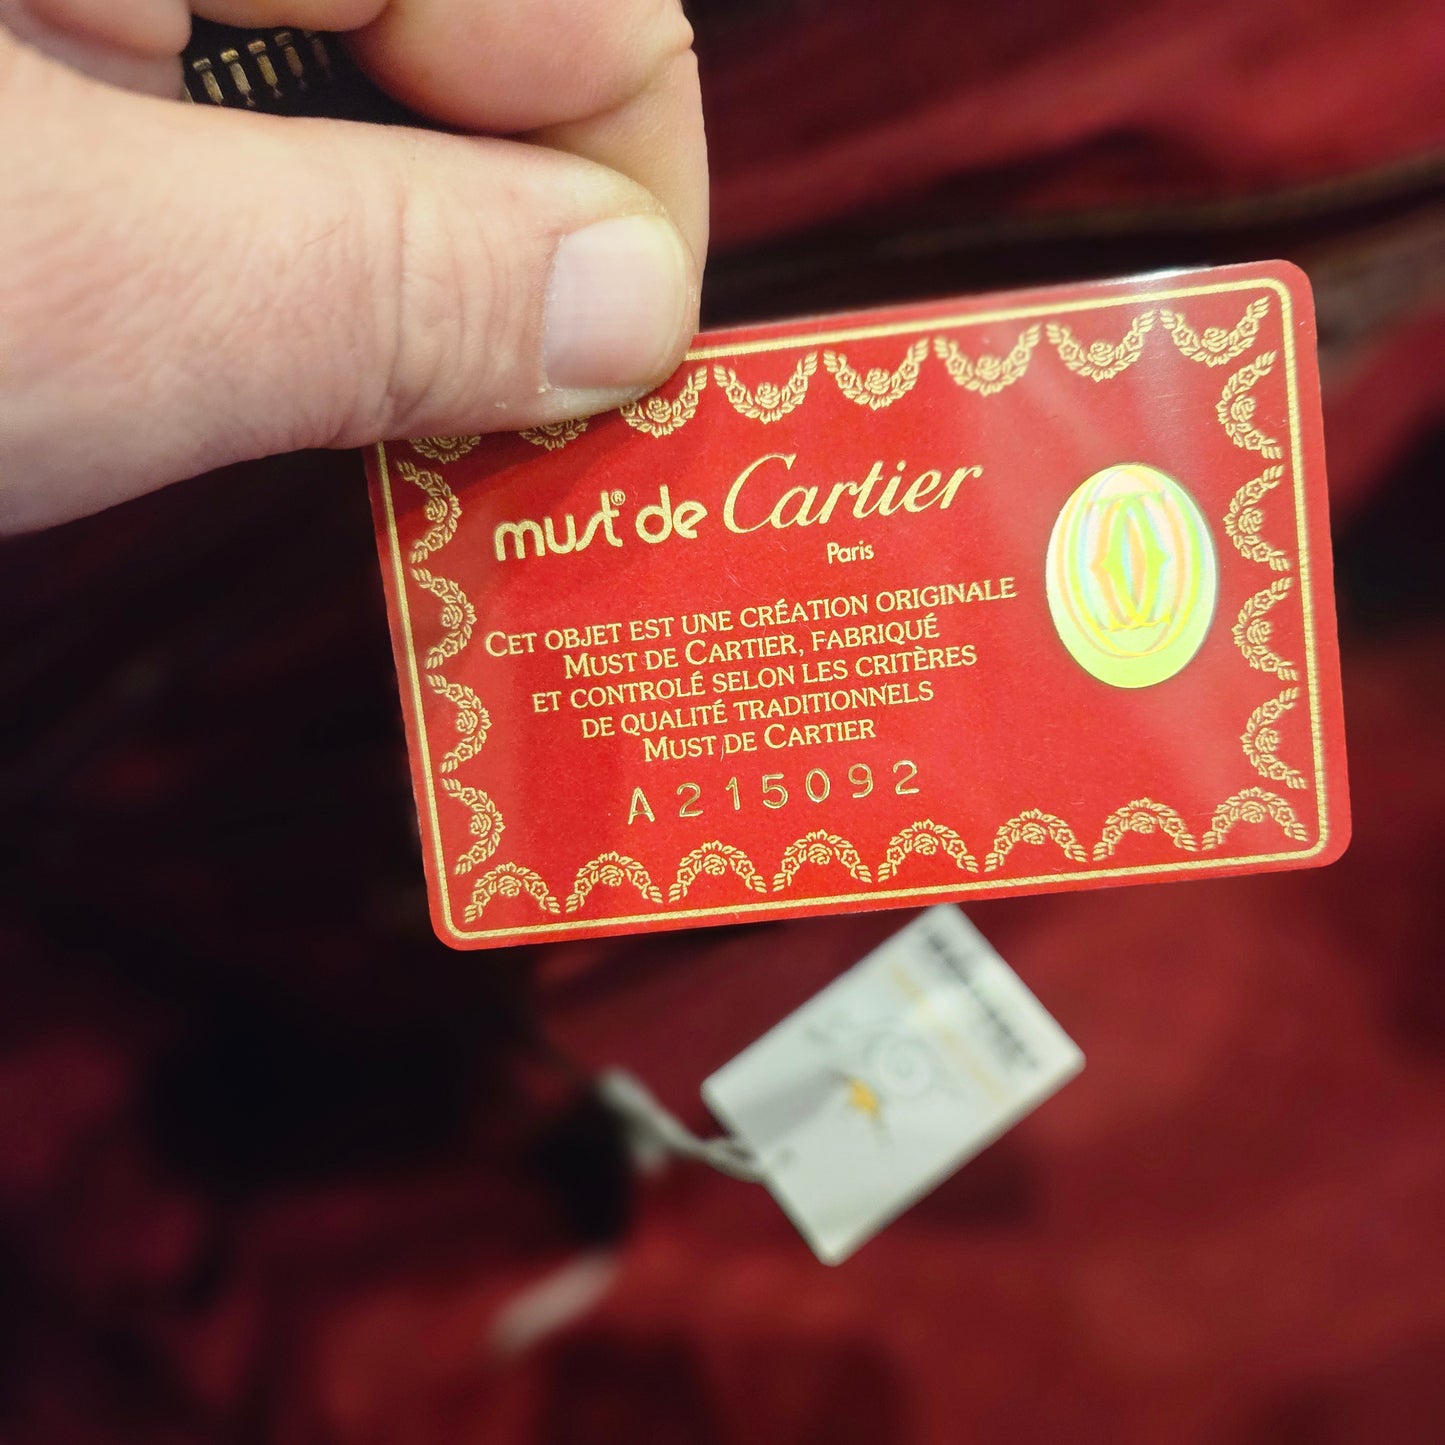 must® de Cartier
Paris
CET OBJET EST UNE CRÉATION ORIGINALE
MUST DE CARTIER, FABRIQUÉ
ET CONTROLÉ SELON LES CRITÈRES
DE QUALITÉ TRADITIONNELS
MUST DE CARTIER
A215092